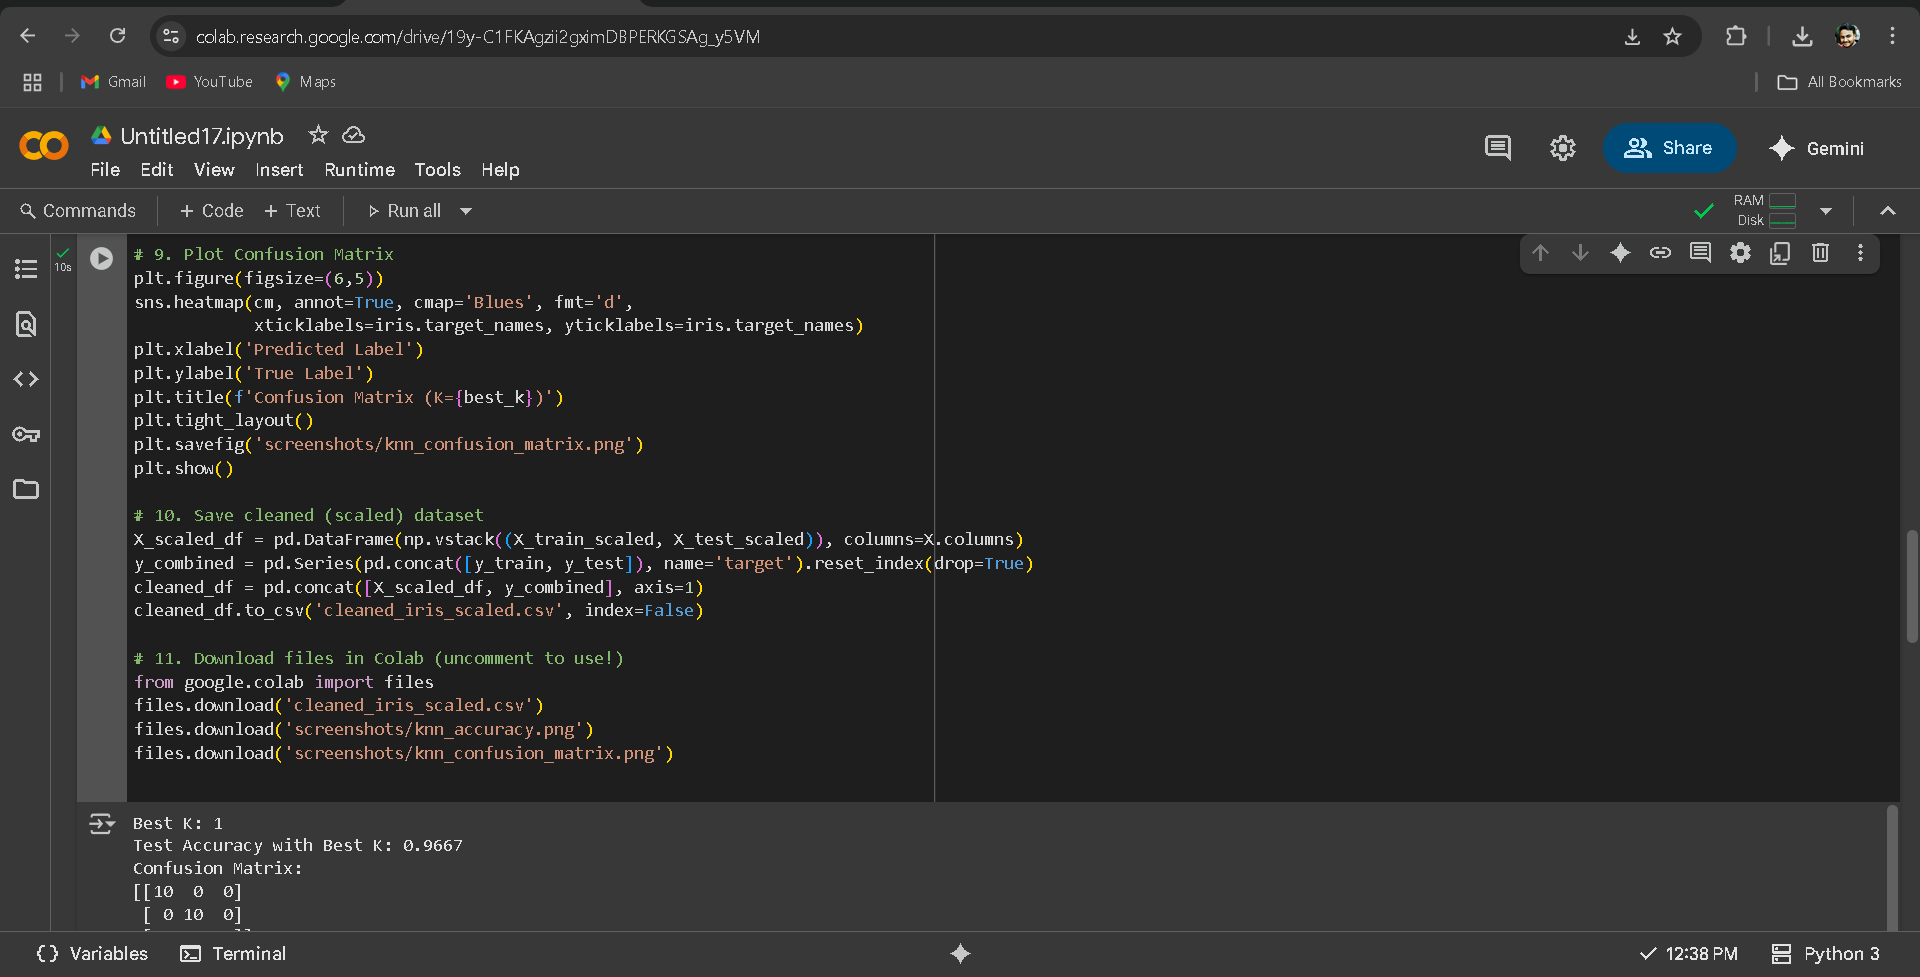 colab.research.google.com/drive/19y-C1FKAgzii2gximDBPERKGSAg_y5VM
Gmail
YouTube
Maps
All Bookmarks
Untitled17.ipynb
File Edit View Insert Runtime Tools Help
Share
Gemini
Commands
+ Code + Text
Run all
RAM
Disk
10s
# 9. Plot Confusion Matrix
plt.figure(figsize=(6,5))
sns.heatmap(cm, annot=True, cmap='Blues', fmt='d',
            xticklabels=iris.target_names, yticklabels=iris.target_names)
plt.xlabel('Predicted Label')
plt.ylabel('True Label')
plt.title(f'Confusion Matrix (K={best_k})')
plt.tight_layout()
plt.savefig('screenshots/knn_confusion_matrix.png')
plt.show()
# 10. Save cleaned (scaled) dataset
X_scaled_df = pd.DataFrame(np.vstack((X_train_scaled, X_test_scaled)), columns=X.columns)
y_combined = pd.Series(pd.concat([y_train, y_test]), name='target').reset_index(drop=True)
cleaned_df = pd.concat([X_scaled_df, y_combined], axis=1)
cleaned_df.to_csv('cleaned_iris_scaled.csv', index=False)
# 11. Download files in Colab (uncomment to use!)
from google.colab import files
files.download('cleaned_iris_scaled.csv')
files.download('screenshots/knn_accuracy.png')
files.download('screenshots/knn_confusion_matrix.png')
Best K: 1
Test Accuracy with Best K: 0.9667
Confusion Matrix:
[[10  0  0]
 [ 0 10  0]
Variables
Terminal
12:38 PM
Python 3